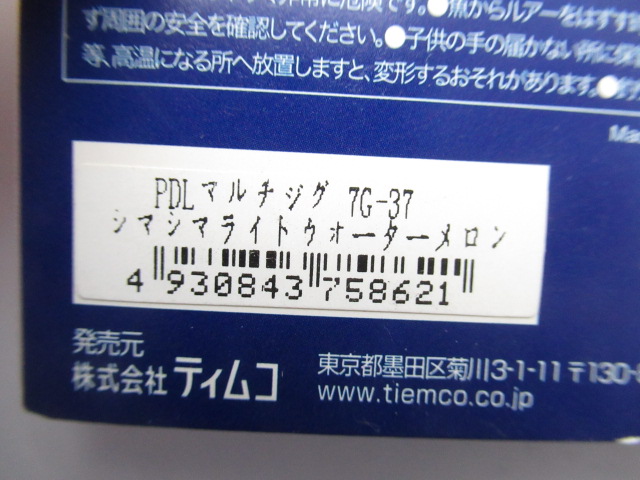 ず周囲の安全を確認してください。●子供の手の届かない所に保
等、高温になる所へ放置しますと、変形するおそれがあります。●
PDLマルチジグ 7G-37
シマシマライトウォーターメロン
4 930843 758621
発売元
株式会社 ティムコ
東京都墨田区菊川3-1-11 〒130-
www.tiemco.co.jp